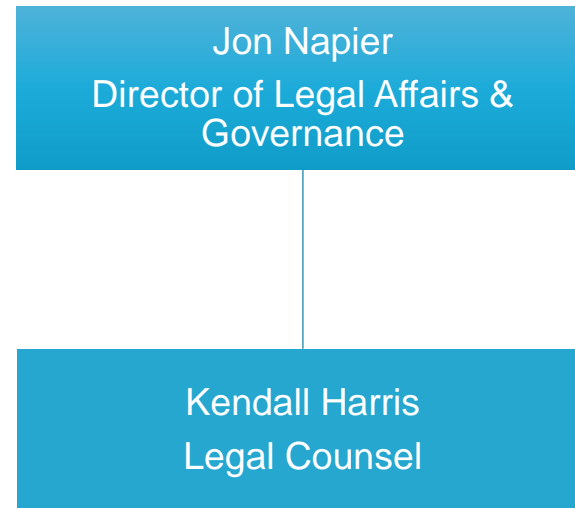 Jon Napier
Director of Legal Affairs &
Governance
Kendall Harris
Legal Counsel